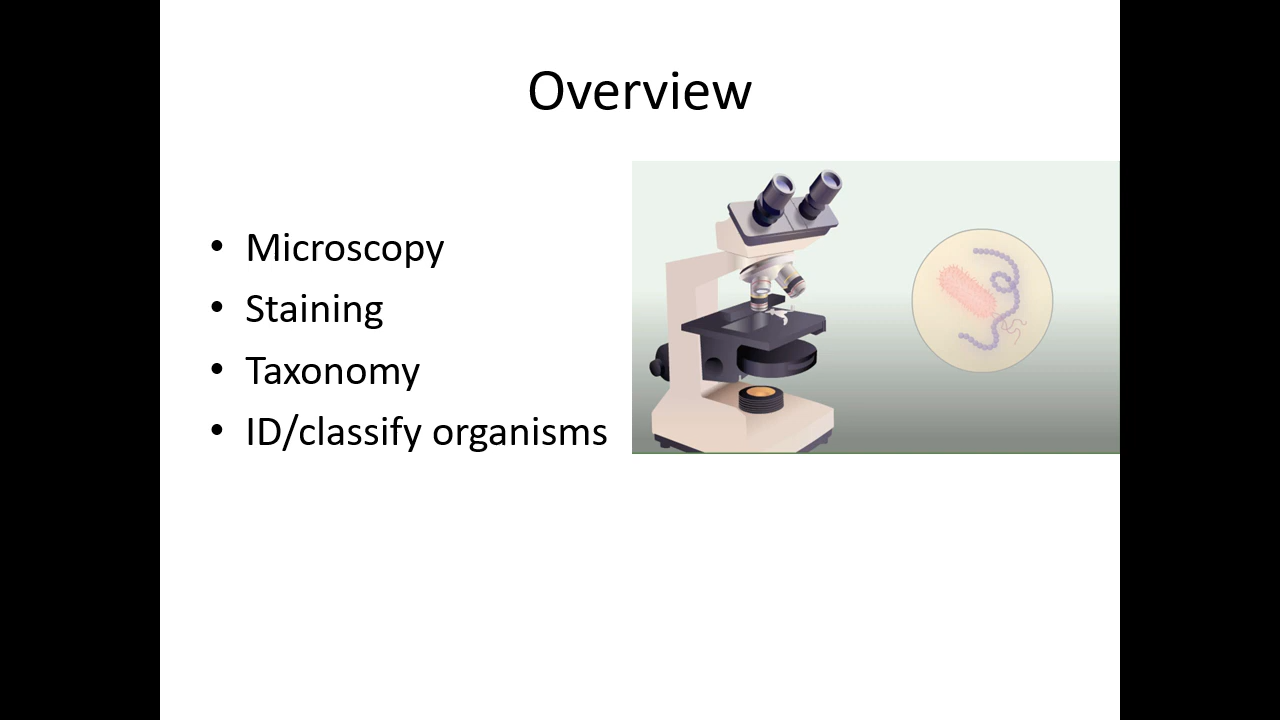 Overview
• Microscopy
• Staining
• Taxonomy
• ID/classify organisms